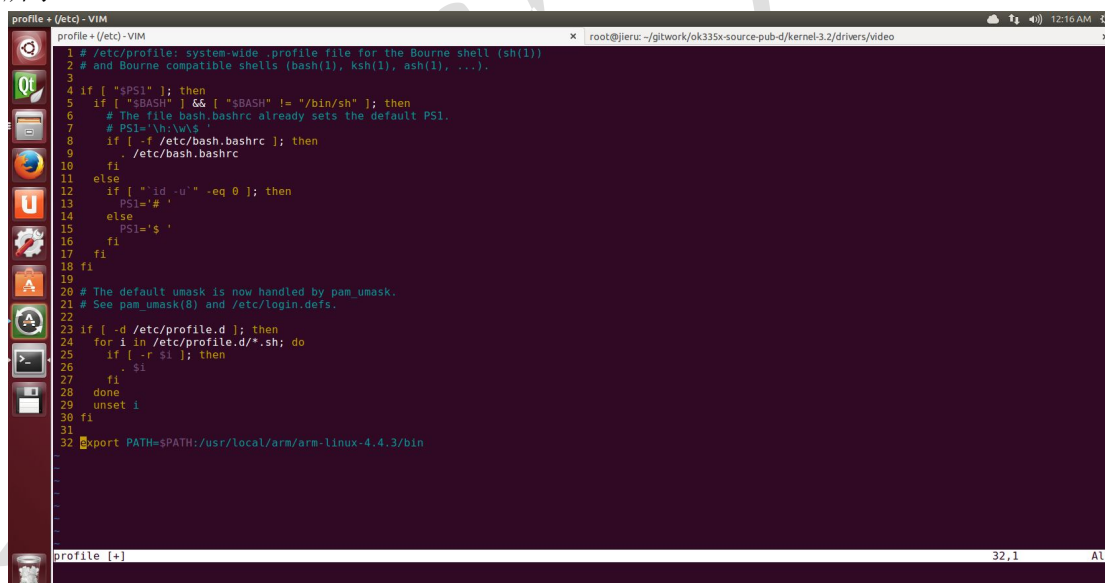 profile + (/etc) - VIM
12:16 AM
profile + (/etc) - VIM
× root@jieru: ~/gitwork/ok335x-source-pub-d/kernel-3.2/drivers/video
1 # /etc/profile: system-wide .profile file for the Bourne shell (sh(1))
2 # and Bourne compatible shells (bash(1), ksh(1), ash(1), ...).
3
4 if [ "$PS1" ]; then
5   if [ "$BASH" ] && [ "$BASH" != "/bin/sh" ]; then
6     # The file bash.bashrc already sets the default PS1.
7     # PS1='\h:\w\$ '
8     if [ -f /etc/bash.bashrc ]; then
9       . /etc/bash.bashrc
10     fi
11   else
12     if [ "`id -u`" -eq 0 ]; then
13       PS1='# '
14     else
15       PS1='$ '
16     fi
17   fi
18 fi
19
20 # The default umask is now handled by pam_umask.
21 # See pam_umask(8) and /etc/login.defs.
22
23 if [ -d /etc/profile.d ]; then
24   for i in /etc/profile.d/*.sh; do
25     if [ -r $i ]; then
26       . $i
27     fi
28   done
29   unset i
30 fi
31
32 export PATH=$PATH:/usr/local/arm/arm-linux-4.4.3/bin
~
~
~
~
~
~
~
profile [+] 32,1 Al